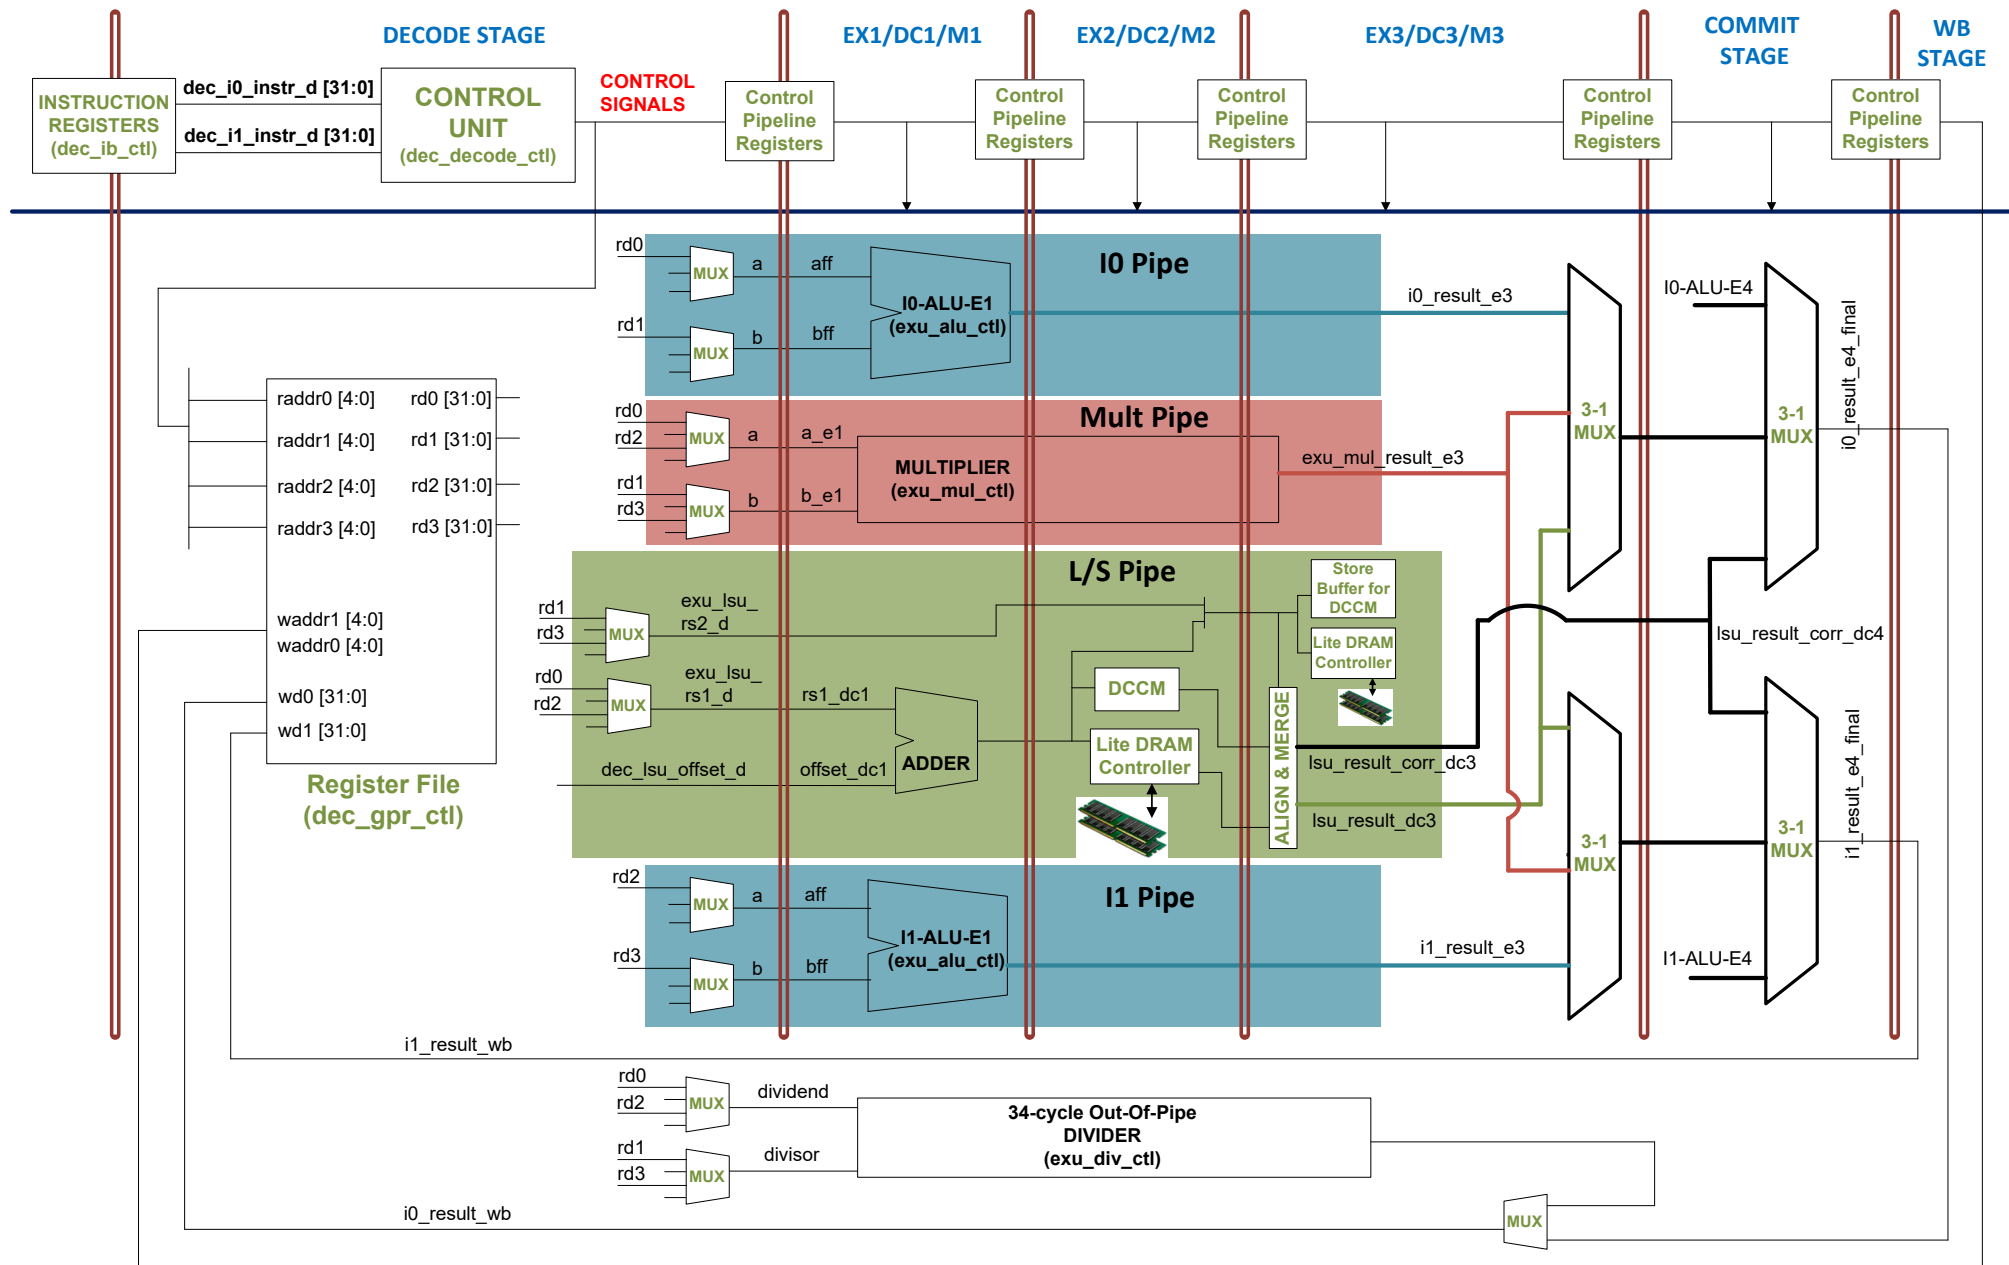 DECODE STAGE
EX1/DC1/M1
EX2/DC2/M2
EX3/DC3/M3
COMMIT
STAGE
WB
STAGE
INSTRUCTION
REGISTERS
(dec_ib_ctl)
dec_i0_instr_d [31:0]
dec_i1_instr_d [31:0]
CONTROL
UNIT
(dec_decode_ctl)
CONTROL
SIGNALS
Control
Pipeline
Registers
Control
Pipeline
Registers
Control
Pipeline
Registers
Control
Pipeline
Registers
Control
Pipeline
Registers
I0 Pipe
rd0
MUX
a
aff
rd1
MUX
b
bff
I0-ALU-E1
(exu_alu_ctl)
i0_result_e3
I0-ALU-E4
i0_result_e4_final
3-1
MUX
3-1
MUX
raddr0 [4:0]
raddr1 [4:0]
raddr2 [4:0]
raddr3 [4:0]
rd0 [31:0]
rd1 [31:0]
rd2 [31:0]
rd3 [31:0]
waddr1 [4:0]
waddr0 [4:0]
wd0 [31:0]
wd1 [31:0]
Register File
(dec_gpr_ctl)
Mult Pipe
rd0
rd2
MUX
a
a_e1
rd1
rd3
MUX
b
b_e1
MULTIPLIER
(exu_mul_ctl)
exu_mul_result_e3
L/S Pipe
rd1
rd3
MUX
exu_lsu_
rs2_d
rd0
rd2
MUX
exu_lsu_
rs1_d
rs1_dc1
dec_lsu_offset_d
offset_dc1
ADDER
DCCM
Lite DRAM
Controller
Store
Buffer for
DCCM
Lite DRAM
Controller
ALIGN & MERGE
lsu_result_corr_dc3
lsu_result_dc3
lsu_result_corr_dc4
3-1
MUX
3-1
MUX
i1_result_e4_final
I1 Pipe
rd2
MUX
a
aff
rd3
MUX
b
bff
I1-ALU-E1
(exu_alu_ctl)
i1_result_e3
I1-ALU-E4
i1_result_wb
rd0
rd2
MUX
dividend
rd1
rd3
MUX
divisor
34-cycle Out-Of-Pipe
DIVIDER
(exu_div_ctl)
i0_result_wb
MUX